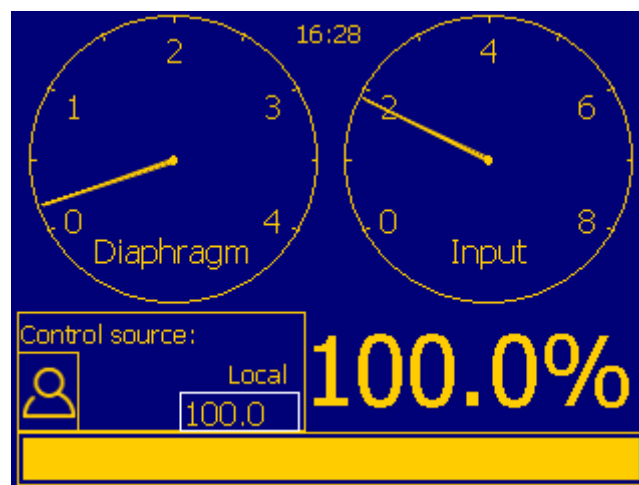 16:28
0 1 2 3 4
Diaphragm
0 2 4 6 8
Input
Control source:
Local
100.0
100.0%